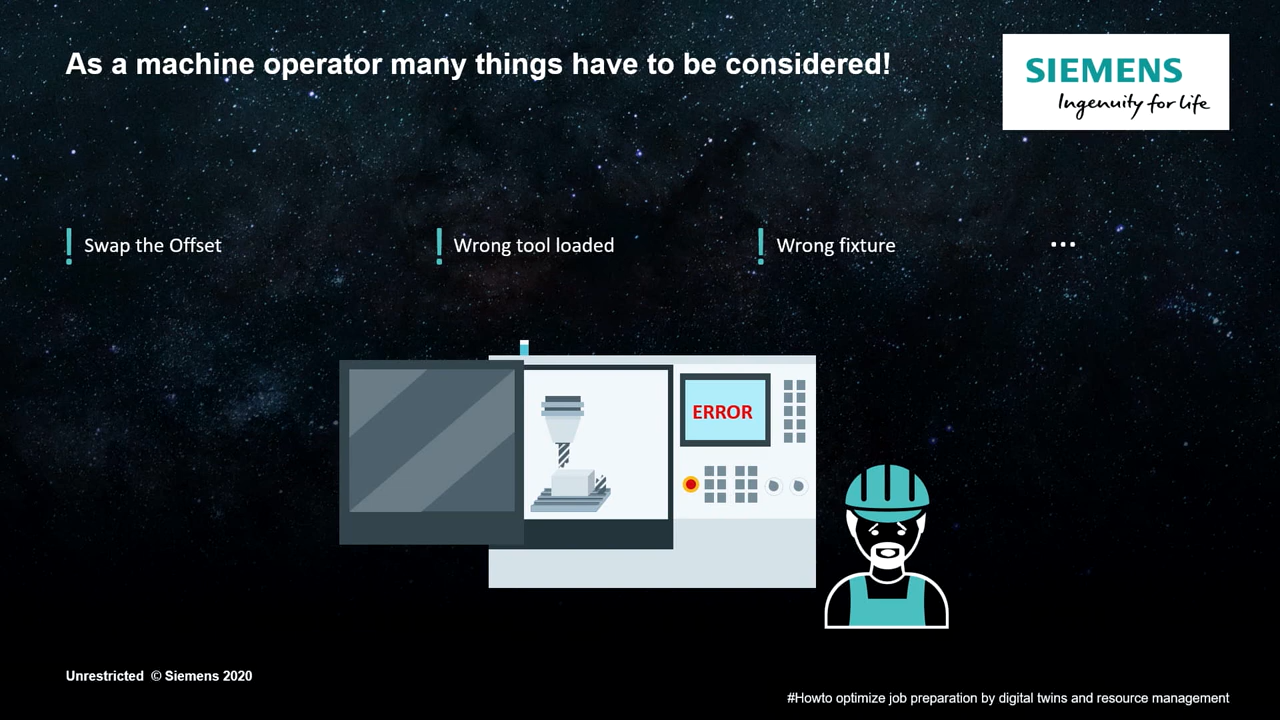 As a machine operator many things have to be considered!
SIEMENS
Ingenuity for life
! Swap the Offset
! Wrong tool loaded
! Wrong fixture
...
ERROR
Unrestricted © Siemens 2020
#Howto optimize job preparation by digital twins and resource management